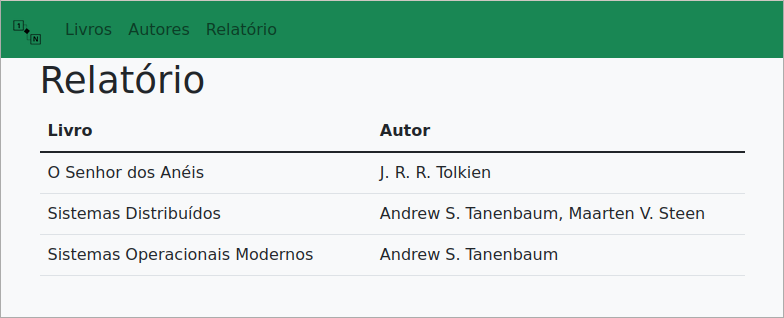 1
N
Livros Autores Relatório
Relatório
Livro Autor
O Senhor dos Anéis J. R. R. Tolkien
Sistemas Distribuídos Andrew S. Tanenbaum, Maarten V. Steen
Sistemas Operacionais Modernos Andrew S. Tanenbaum